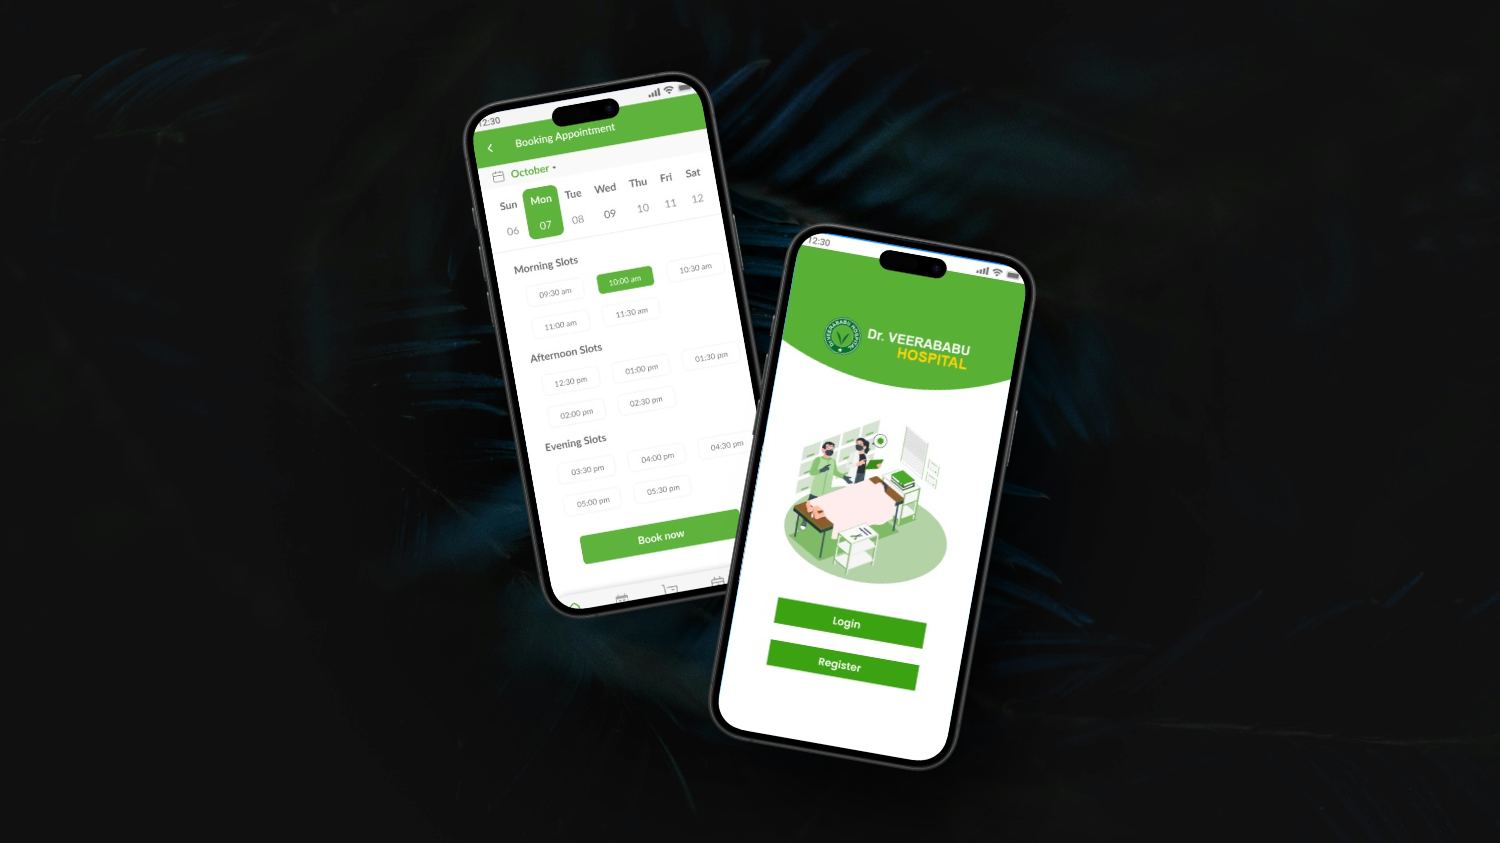 12:30
Booking Appointment
October
Sun Mon Tue Wed Thu Fri Sat
06 07 08 09 10 11 12
Morning Slots
09:30 am 10:00 am 10:30 am
11:00 am 11:30 am
Afternoon Slots
12:30 pm 01:00 pm 01:30 pm
02:00 pm 02:30 pm
Evening Slots
03:30 pm 04:00 pm 04:30 pm
05:00 pm 05:30 pm
Book now
12:30
Dr. VEERABABU
HOSPITAL
Dr.VEERABABU HOSPITAL
Login
Register